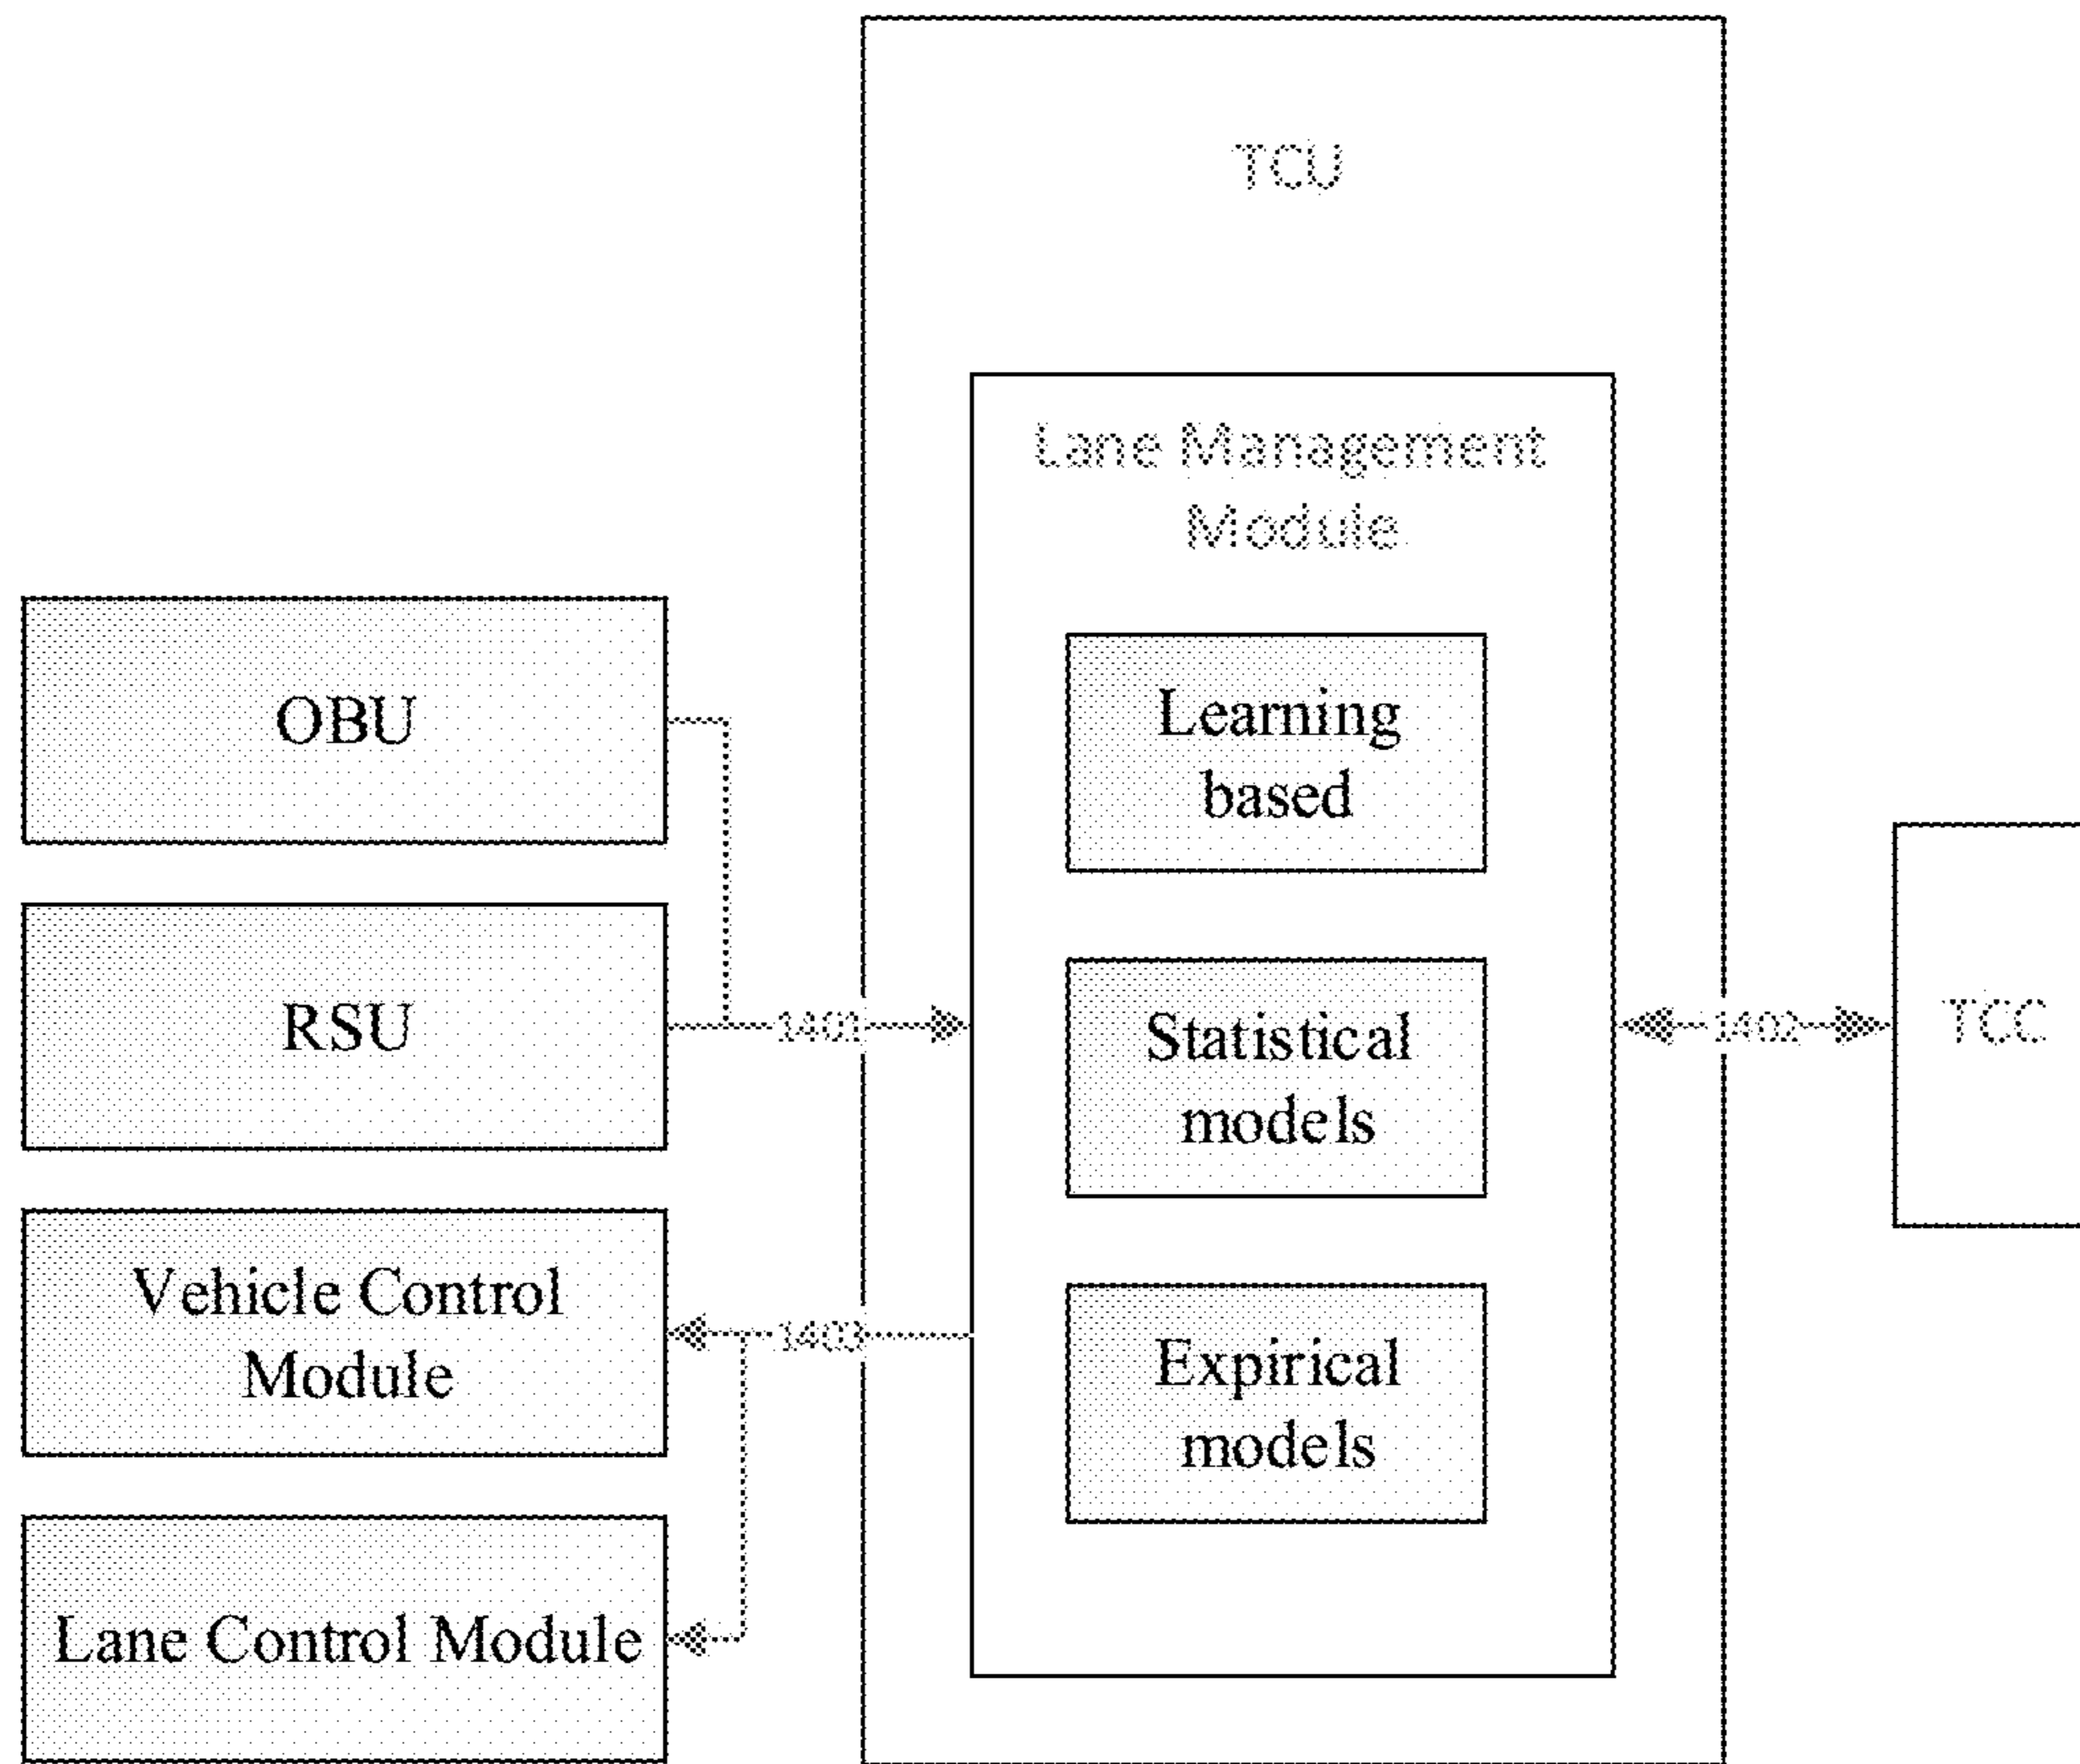 TCU
Lane Management
Module
Learning
based
Statistical
models
Expirical
models
OBU
RSU
Vehicle Control
Module
Lane Control Module
1401
1402
1403
TCC